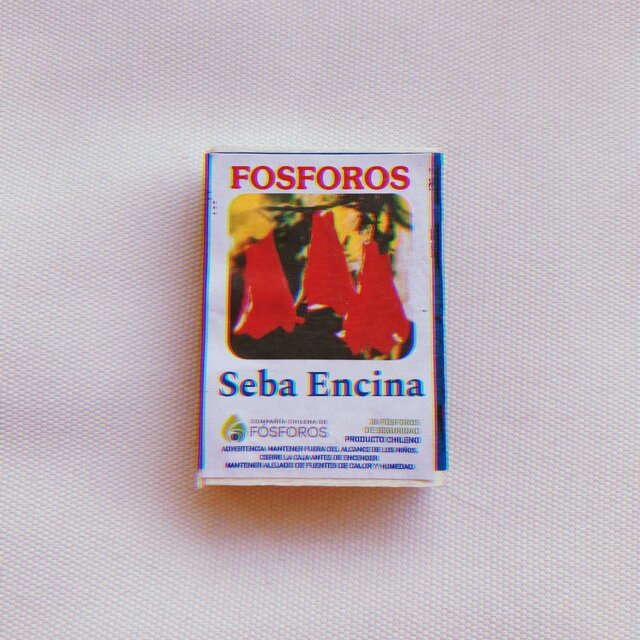 FOSFOROS
Seba Encina
COMPAÑIA CHILENA DE
FOSFOROS
38 FÓSFOROS
DE SEGURIDAD
PRODUCTO CHILENO
ADVERTENCIA: MANTENER FUERA DEL ALCANCE DE LOS NIÑOS.
CIERRE LA CAJA ANTES DE ENCENDER.
MANTENER ALEJADO DE FUENTES DE CALOR Y HUMEDAD.